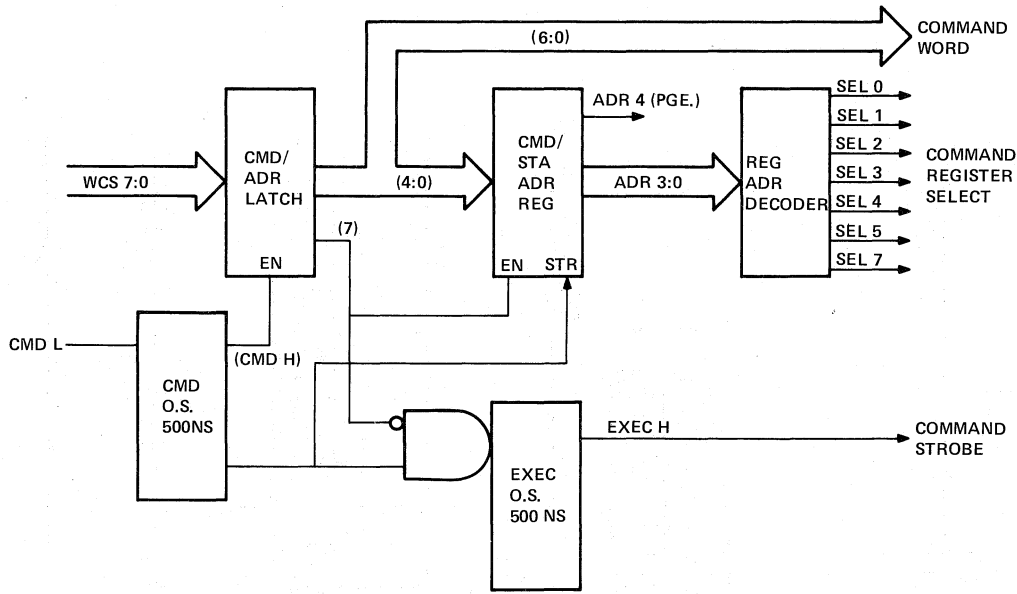 (6:0)
COMMAND
WORD
WCS 7:0
CMD/
ADR
LATCH
EN
(4:0)
(7)
CMD/
STA
ADR
REG
EN STR
ADR 4 (PGE.)
ADR 3:0
REG
ADR
DECODER
SEL 0
SEL 1
SEL 2
SEL 3
SEL 4
SEL 5
SEL 7
COMMAND
REGISTER
SELECT
CMD L
(CMD H)
CMD
O.S.
500NS
EXEC
O.S.
500 NS
EXEC H
COMMAND
STROBE